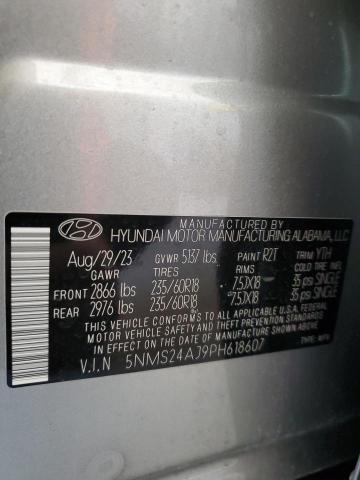 MANUFACTURED BY
HYUNDAI MOTOR MANUFACTURING ALABAMA, LLC
Aug/29/23 GVWR 5137 lbs. PAINT R2T TRIM YTH
GAWR TIRES RIMS COLD TIRE INF.
FRONT 2866 lbs 235/60R18 7.5JX18 35 psi SINGLE
REAR 2976 lbs 235/60R18 7.5JX18 35 psi SINGLE
THIS VEHICLE CONFORMS TO ALL APPLICABLE U.S. FEDERAL MOTOR
VEHICLE SAFETY, BUMPER, AND THEFT PREVENTION STANDARDS IN
EFFECT ON THE DATE OF MANUFACTURE SHOWN ABOVE.
V.I.N 5NMS24AJ9PH618607 TYPE: MPV